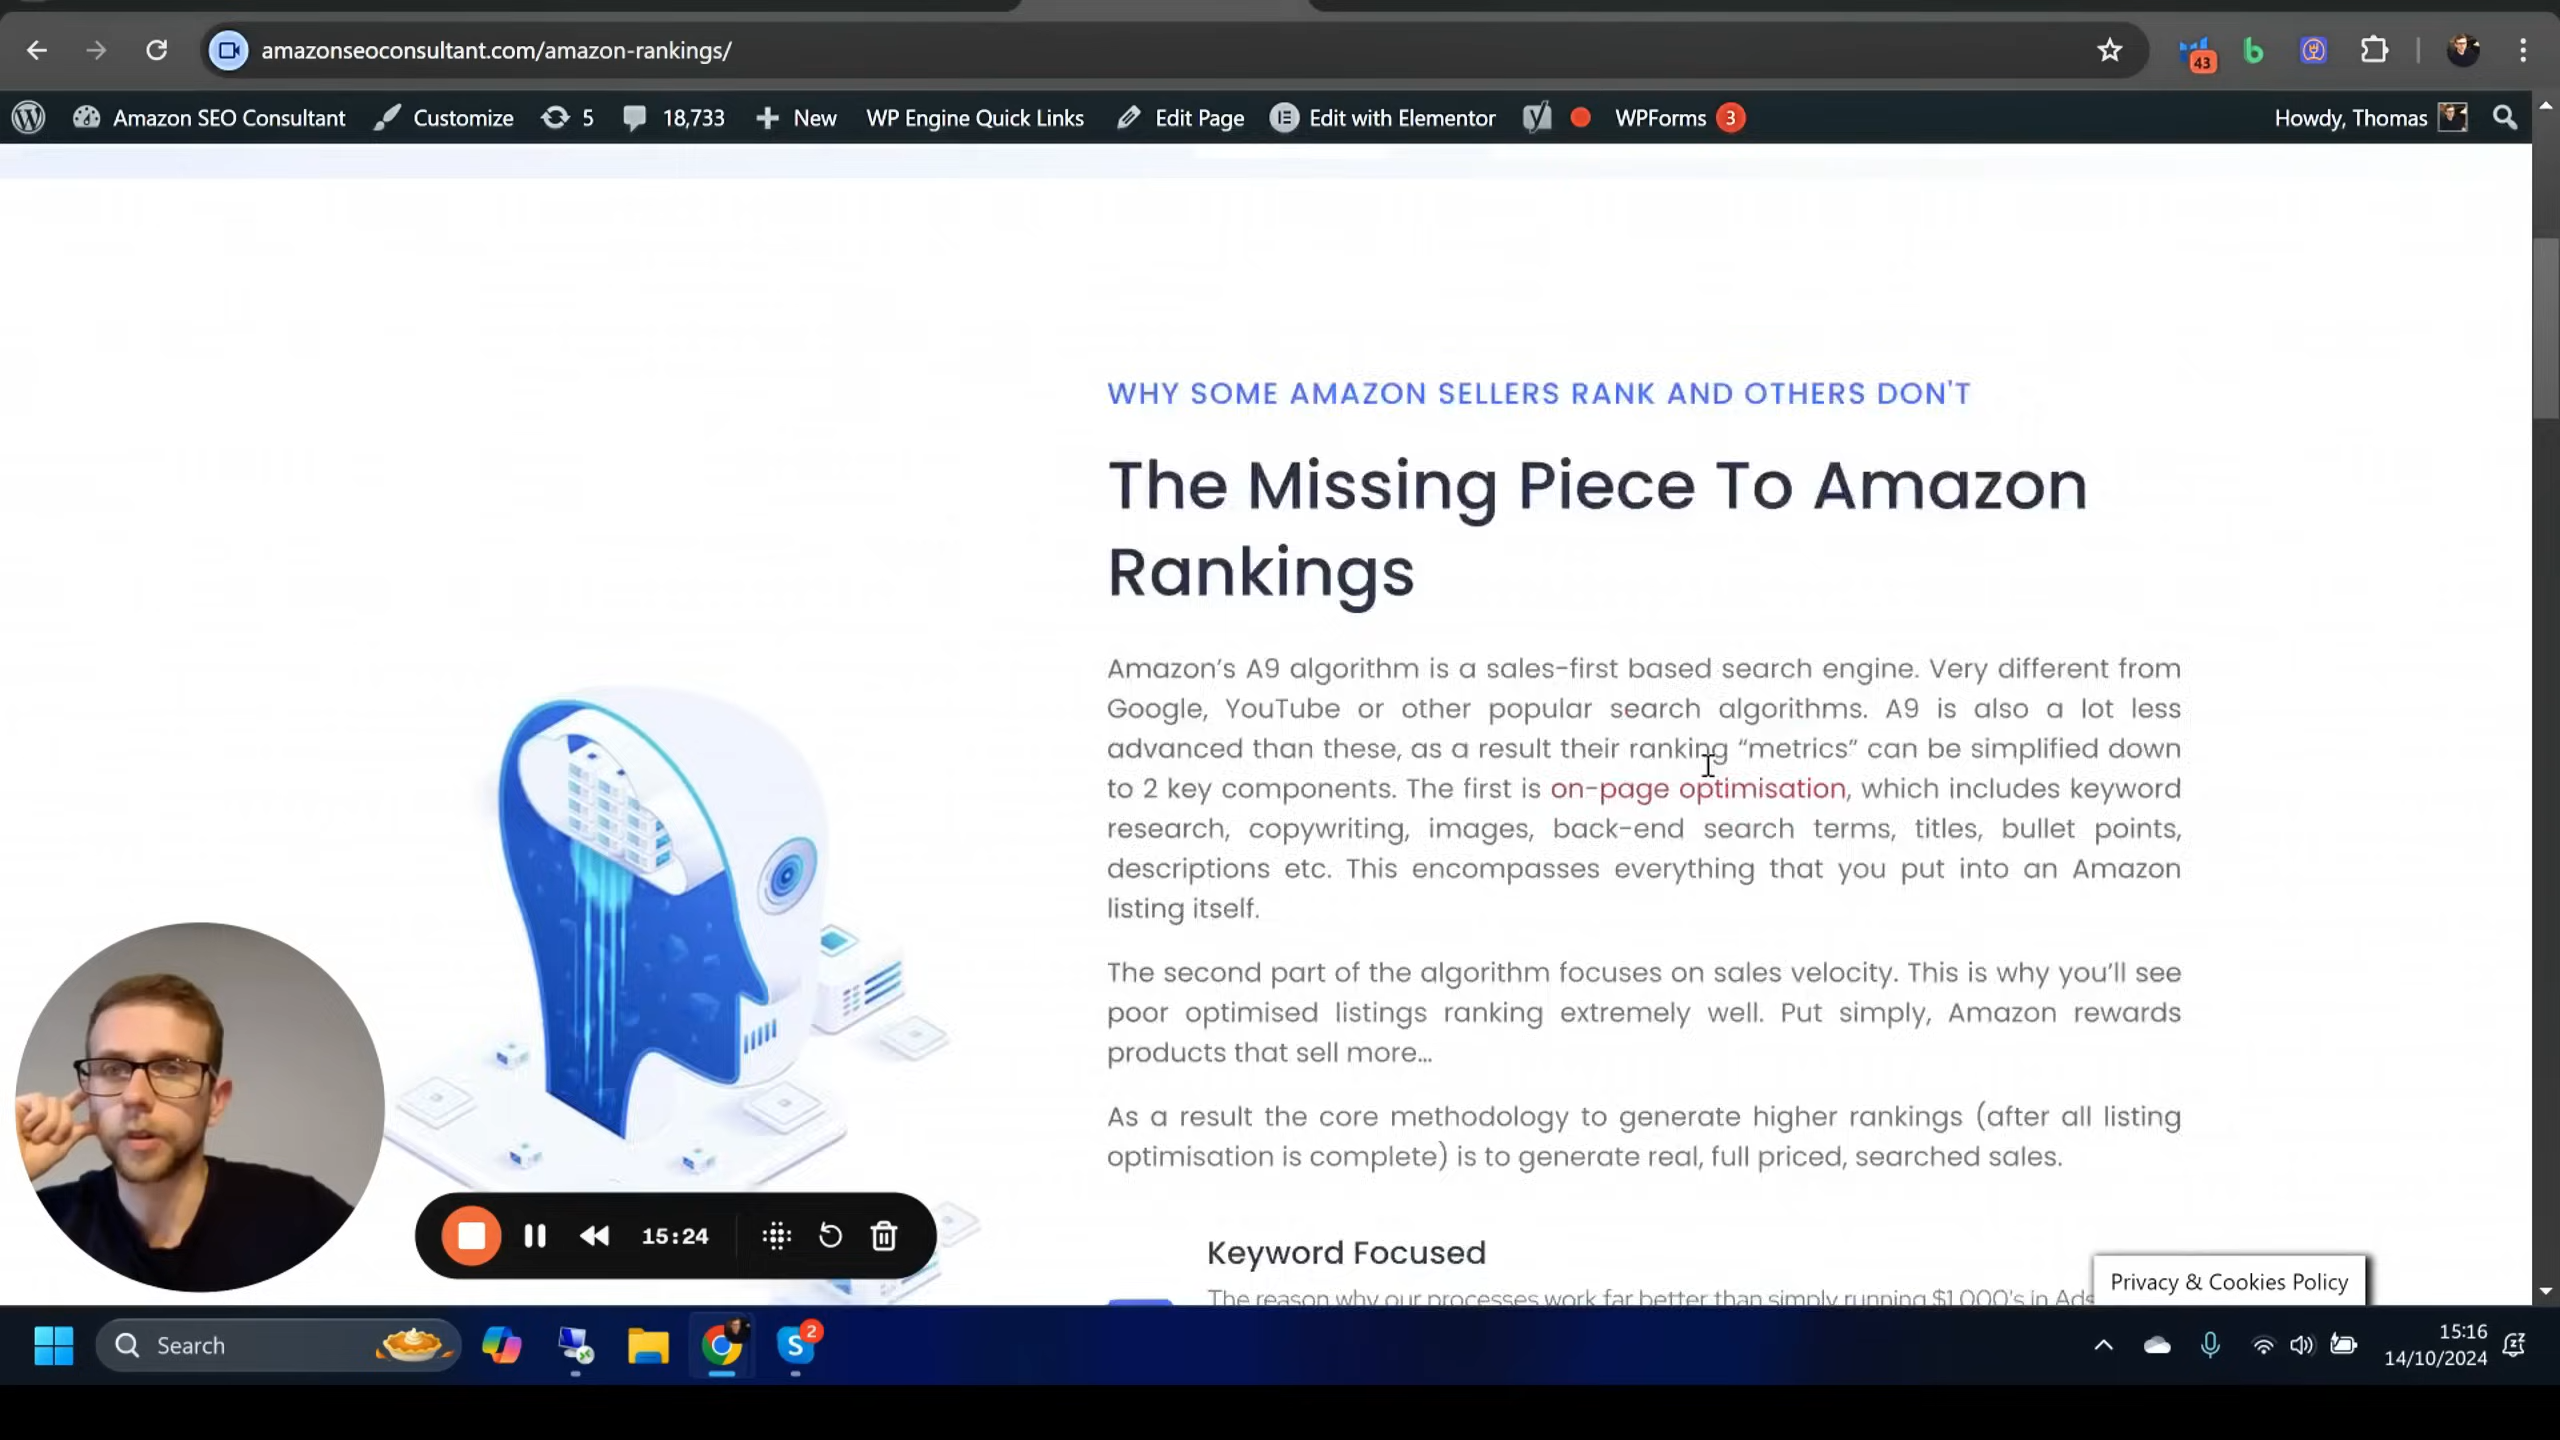 amazonseoconsultant.com/amazon-rankings/
43
Amazon SEO Consultant Customize 5 18,733 New WP Engine Quick Links Edit Page Edit with Elementor WPForms 3 Howdy, Thomas
WHY SOME AMAZON SELLERS RANK AND OTHERS DON'T
The Missing Piece To Amazon
Rankings
Amazon’s A9 algorithm is a sales-first based search engine. Very different from
Google, YouTube or other popular search algorithms. A9 is also a lot less
advanced than these, as a result their ranking “metrics” can be simplified down
to 2 key components. The first is on-page optimisation, which includes keyword
research, copywriting, images, back-end search terms, titles, bullet points,
descriptions etc. This encompasses everything that you put into an Amazon
listing itself.
The second part of the algorithm focuses on sales velocity. This is why you’ll see
poor optimised listings ranking extremely well. Put simply, Amazon rewards
products that sell more…
As a result the core methodology to generate higher rankings (after all listing
optimisation is complete) is to generate real, full priced, searched sales.
15:24
Keyword Focused
The reason why our processes work far better than simply running $1,000's in Ads
Privacy & Cookies Policy
Search
2
15:16
14/10/2024